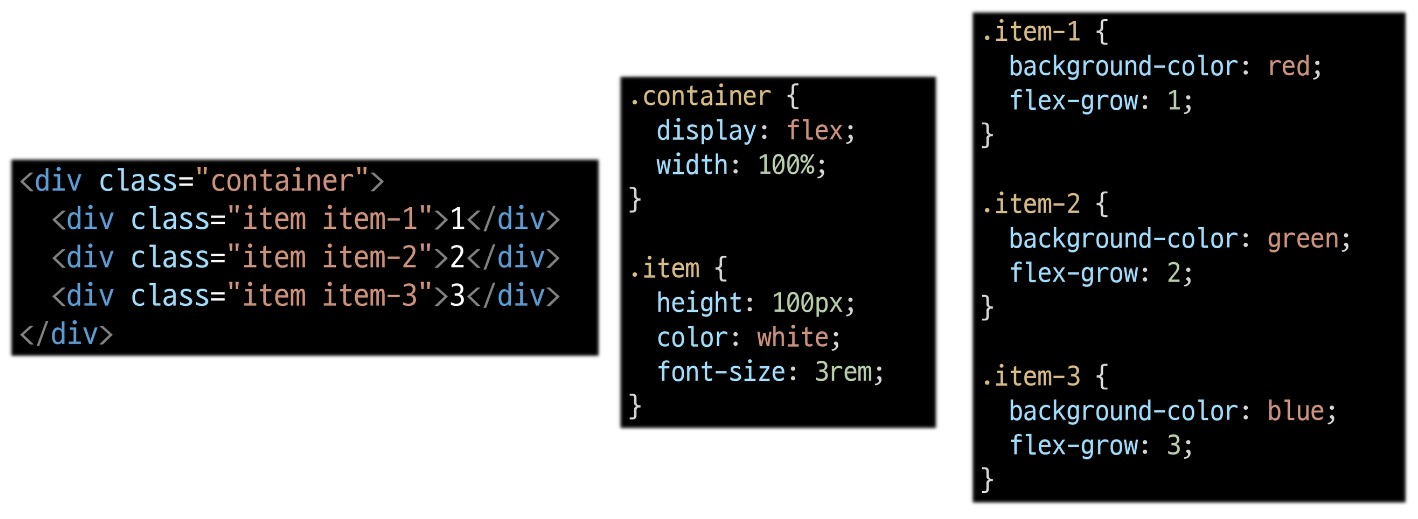 <div class="container">
  <div class="item item-1">1</div>
  <div class="item item-2">2</div>
  <div class="item item-3">3</div>
</div>
.container {
  display: flex;
  width: 100%;
}
.item {
  height: 100px;
  color: white;
  font-size: 3rem;
}
.item-1 {
  background-color: red;
  flex-grow: 1;
}
.item-2 {
  background-color: green;
  flex-grow: 2;
}
.item-3 {
  background-color: blue;
  flex-grow: 3;
}